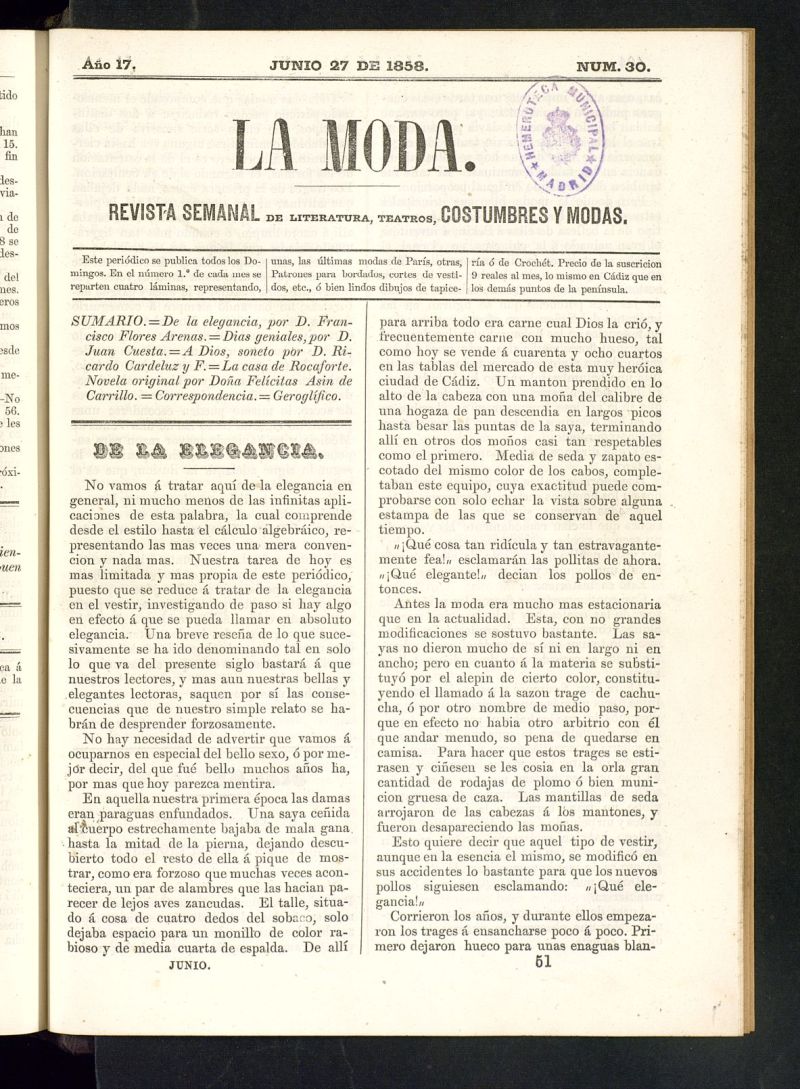 Año 17.
JUNIO 27 DE 1858.
NUM. 30.
HEMEROTECA MUNICIPAL
★ MADRID ★
LA MODA.
REVISTA SEMANAL DE LITERATURA, TEATROS, COSTUMBRES Y MODAS.
Este periódico se publica todos los Do-
mingos. En el número 1.º de cada mes se
reparten cuatro láminas, representando,
unas, las últimas modas de París, otras,
Patrones para bordados, cortes de vesti-
dos, etc., ó bien lindos dibujos de tapice-
ría ó de Crochét. Precio de la suscricion
9 reales al mes, lo mismo en Cádiz que en
los demás puntos de la península.
SUMARIO.=De la elegancia, por D. Fran-
cisco Flores Arenas.=Dias geniales, por D.
Juan Cuesta.=A Dios, soneto por D. Ri-
cardo Cardeluz y F.=La casa de Rocaforte.
Novela original por Doña Felícitas Asin de
Carrillo.=Correspondencia.=Geroglífico.
DE LA ELEGANCIA.
No vamos á tratar aquí de la elegancia en
general, ni mucho menos de las infinitas apli-
caciones de esta palabra, la cual comprende
desde el estilo hasta el cálculo algebráico, re-
presentando las mas veces una mera conven-
cion y nada mas. Nuestra tarea de hoy es
mas limitada y mas propia de este periódico,
puesto que se reduce á tratar de la elegancia
en el vestir, investigando de paso si hay algo
en efecto á que se pueda llamar en absoluto
elegancia. Una breve reseña de lo que suce-
sivamente se ha ido denominando tal en solo
lo que va del presente siglo bastará á que
nuestros lectores, y mas aun nuestras bellas y
elegantes lectoras, saquen por sí las conse-
cuencias que de nuestro simple relato se ha-
brán de desprender forzosamente.
No hay necesidad de advertir que vamos á
ocuparnos en especial del bello sexo, ó por me-
jor decir, del que fué bello muchos años ha,
por mas que hoy parezca mentira.
En aquella nuestra primera época las damas
eran paraguas enfundados. Una saya ceñida
al cuerpo estrechamente bajaba de mala gana
hasta la mitad de la pierna, dejando descu-
bierto todo el resto de ella á pique de mos-
trar, como era forzoso que muchas veces acon-
teciera, un par de alambres que las hacian pa-
recer de lejos aves zancudas. El talle, situa-
do á cosa de cuatro dedos del sobaco, solo
dejaba espacio para un monillo de color ra-
bioso y de media cuarta de espalda. De allí
JUNIO.
para arriba todo era carne cual Dios la crió, y
frecuentemente carne con mucho hueso, tal
como hoy se vende á cuarenta y ocho cuartos
en las tablas del mercado de esta muy heróica
ciudad de Cádiz. Un manton prendido en lo
alto de la cabeza con una moña del calibre de
una hogaza de pan descendia en largos picos
hasta besar las puntas de la saya, terminando
allí en otros dos moños casi tan respetables
como el primero. Media de seda y zapato es-
cotado del mismo color de los cabos, comple-
taban este equipo, cuya exactitud puede com-
probarse con solo echar la vista sobre alguna
estampa de las que se conservan de aquel
tiempo.
"¡Qué cosa tan ridícula y tan estravagante-
mente fea!" esclamarán las pollitas de ahora.
"¡Qué elegante!" decian los pollos de en-
tonces.
Antes la moda era mucho mas estacionaria
que en la actualidad. Esta, con no grandes
modificaciones se sostuvo bastante. Las sa-
yas no dieron mucho de sí ni en largo ni en
ancho; pero en cuanto á la materia se substi-
tuyó por el alepin de cierto color, constitu-
yendo el llamado á la sazon trage de cachu-
cha, ó por otro nombre de medio paso, por-
que en efecto no habia otro arbitrio con él
que andar menudo, so pena de quedarse en
camisa. Para hacer que estos trages se esti-
rasen y ciñesen se les cosia en la orla gran
cantidad de rodajas de plomo ó bien muni-
cion gruesa de caza. Las mantillas de seda
arrojaron de las cabezas á los mantones, y
fueron desapareciendo las moñas.
Esto quiere decir que aquel tipo de vestir,
aunque en la esencia el mismo, se modificó en
sus accidentes lo bastante para que los nuevos
pollos siguiesen esclamando: "¡Qué ele-
gancia!"
Corrieron los años, y durante ellos empeza-
ron los trages á ensancharse poco á poco. Pri-
mero dejaron hueco para unas enaguas blan-
51